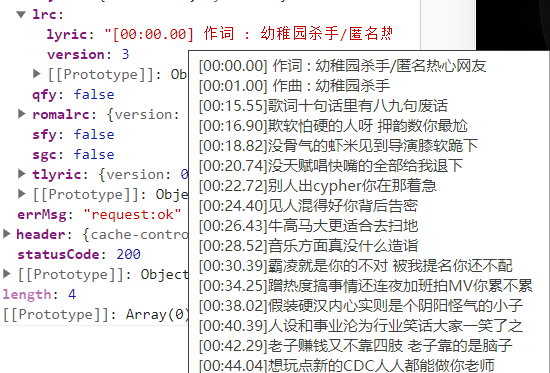 lrc:
lyric: "[00:00.00] 作词 : 幼稚园杀手/匿名热
version: 3
[[Prototype]]: Ob
qfy: false
romalrc: {version:
sfy: false
sgc: false
tlyric: {version: 0
[[Prototype]]: Obje
errMsg: "request:ok"
header: {cache-contro
statusCode: 200
[[Prototype]]: Object
length: 4
[[Prototype]]: Array(0)
[00:00.00] 作词 : 幼稚园杀手/匿名热心网友
[00:01.00] 作曲 : 幼稚园杀手
[00:15.55]歌词十句话里有八九句废话
[00:16.90]欺软怕硬的人呀 押韵数你最尬
[00:18.82]没骨气的虾米见到导演膝软跪下
[00:20.74]没天赋唱快嘴的全部给我退下
[00:22.72]别人出cypher你在那着急
[00:24.40]见人混得好你背后告密
[00:26.43]牛高马大更适合去扫地
[00:28.52]音乐方面真没什么造诣
[00:30.39]霸凌就是你的不对 被我提名你还不配
[00:34.25]蹭热度搞事情还连夜加班拍MV你累不累
[00:38.02]假装硬汉内心实则是个阴阳怪气的小子
[00:40.39]人设和事业沦为行业笑话大家一笑了之
[00:42.29]老子赚钱又不靠四肢 老子靠的是脑子
[00:44.04]想玩点新的CDC人人都能做你老师